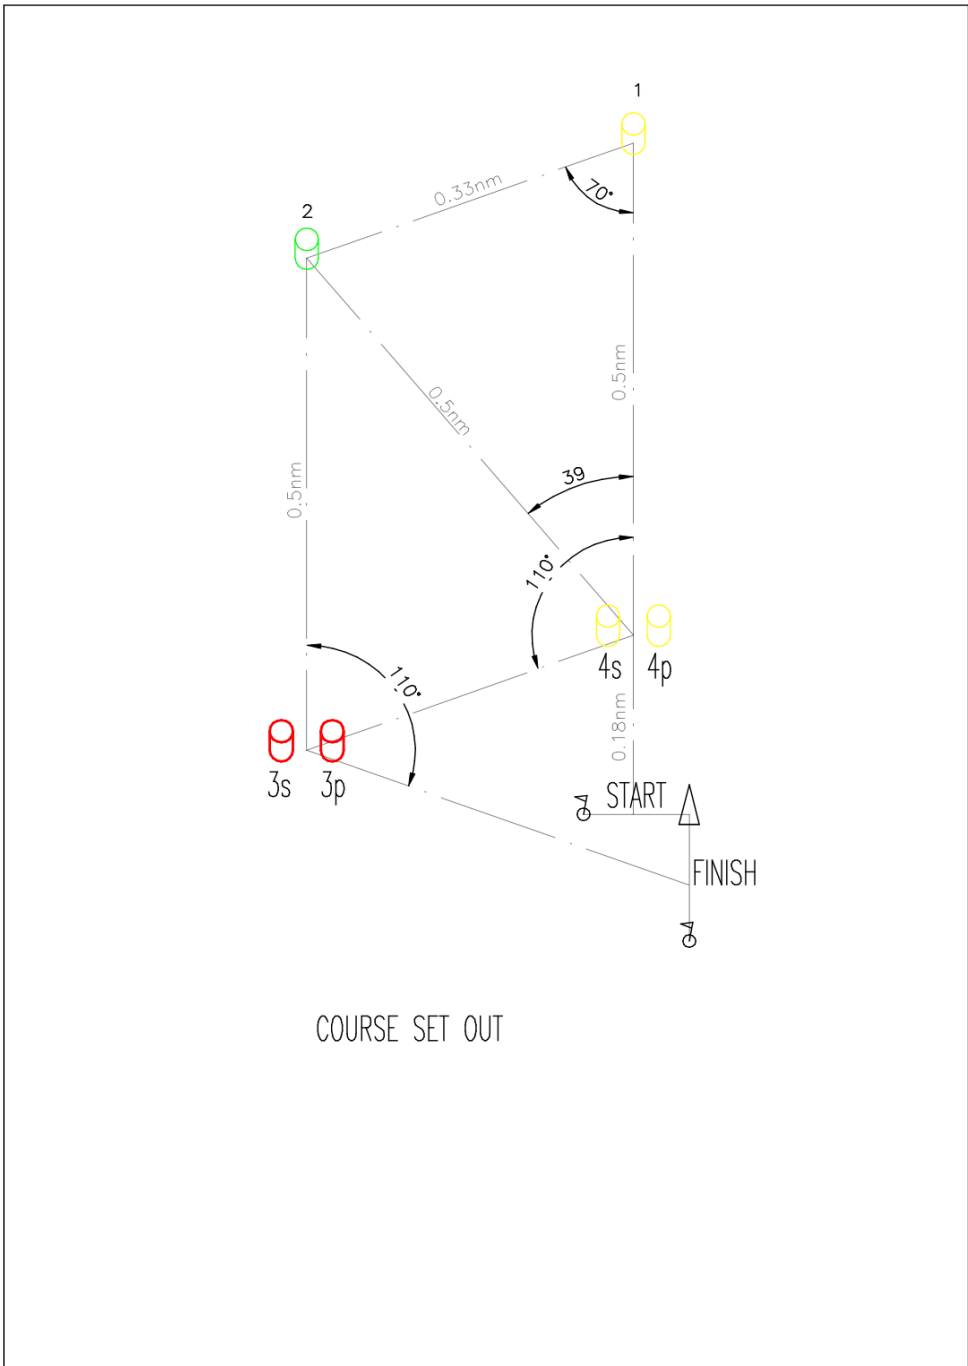 1
0.33nm
70°
2
0.5nm
0.5nm
0.5nm
39
110°
4s
4p
110°
0.18nm
3s
3p
START
FINISH
COURSE SET OUT